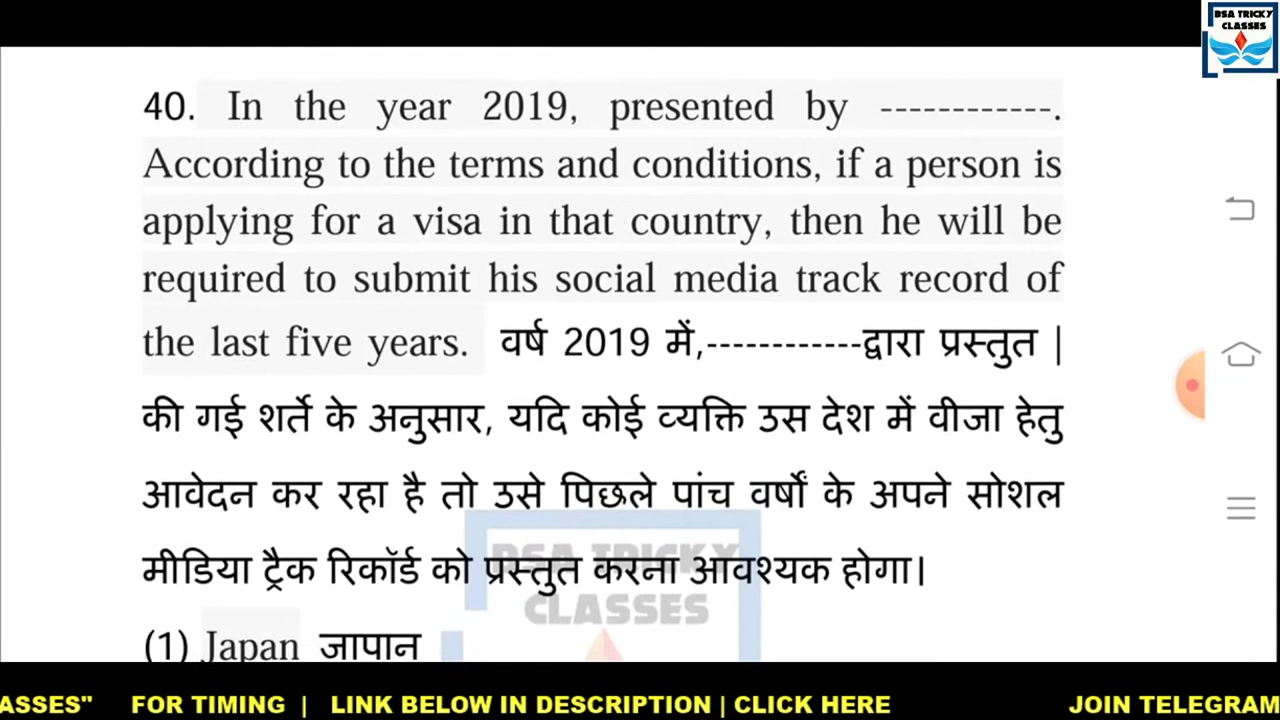 BSA TRICKY
CLASSES
40. In the year 2019, presented by ------------.
According to the terms and conditions, if a person is
applying for a visa in that country, then he will be
required to submit his social media track record of
the last five years. वर्ष 2019 में,------------द्वारा प्रस्तुत |
की गई शर्ते के अनुसार, यदि कोई व्यक्ति उस देश में वीजा हेतु
आवेदन कर रहा है तो उसे पिछले पांच वर्षों के अपने सोशल
मीडिया ट्रैक रिकॉर्ड को प्रस्तुत करना आवश्यक होगा।
BSA TRICKY
CLASSES
(1) Japan जापान
ASSES" FOR TIMING | LINK BELOW IN DESCRIPTION | CLICK HERE JOIN TELEGRAM